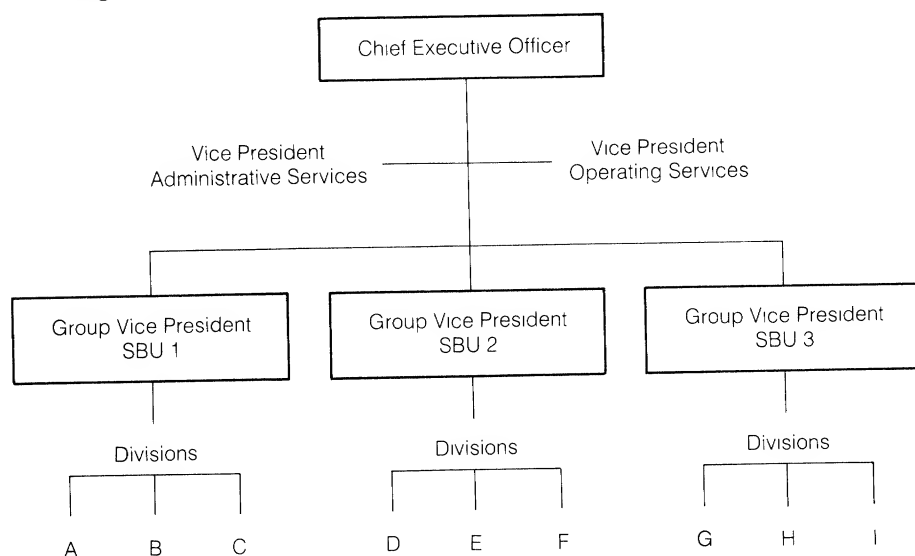 Chief Executive Officer
Vice President
Administrative Services
Vice President
Operating Services
Group Vice President
SBU 1
Group Vice President
SBU 2
Group Vice President
SBU 3
Divisions
Divisions
Divisions
A B C
D E F
G H I